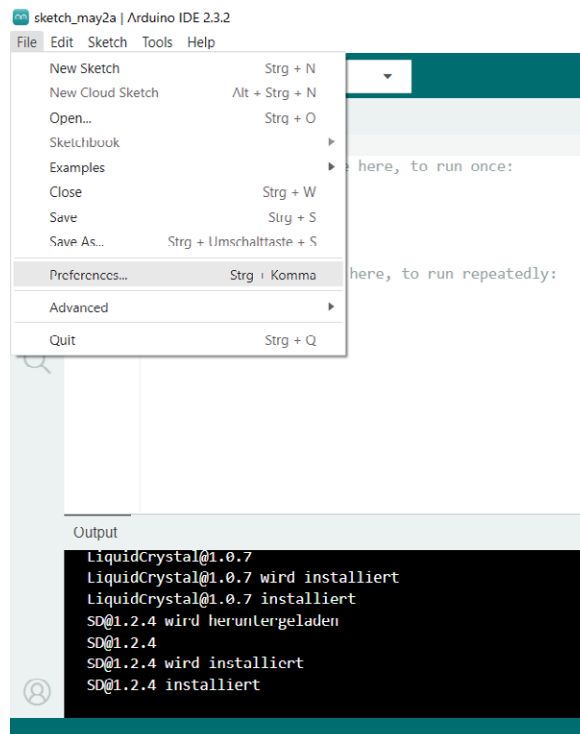 sketch_may2a | Arduino IDE 2.3.2
File Edit Sketch Tools Help
New Sketch Strg + N
New Cloud Sketch Alt + Strg + N
Open... Strg + O
Sketchbook
Examples
Close Strg + W
Save Strg + S
Save As... Strg + Umschalttaste + S
Preferences... Strg + Komma
Advanced
Quit Strg + Q
here, to run once:
here, to run repeatedly:
Output
LiquidCrystal@1.0.7
LiquidCrystal@1.0.7 wird installiert
LiquidCrystal@1.0.7 installiert
SD@1.2.4 wird heruntergeladen
SD@1.2.4
SD@1.2.4 wird installiert
SD@1.2.4 installiert